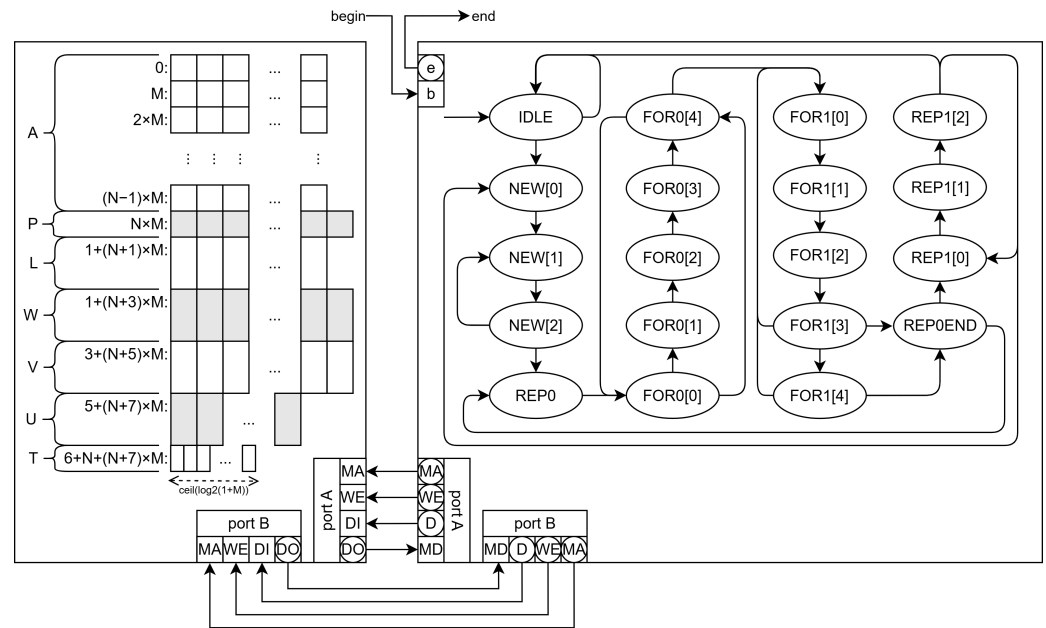 begin
end
e
b
0:
...
M:
...
2×M:
...
A
... ... ... ...
(N−1)×M:
...
P
N×M:
...
L
1+(N+1)×M:
...
W
1+(N+3)×M:
...
V
3+(N+5)×M:
...
U
5+(N+7)×M:
...
T
6+N+(N+7)×M:
...
ceil(log2(1+M))
IDLE
FOR0[4]
FOR1[0]
REP1[2]
NEW[0]
FOR0[3]
FOR1[1]
REP1[1]
NEW[1]
FOR0[2]
FOR1[2]
REP1[0]
NEW[2]
FOR0[1]
FOR1[3]
REP0END
REP0
FOR0[0]
FOR1[4]
port A
MA
WE
DI
DO
MA
WE
D
MD
port A
port B
MA WE DI DO
port B
MD D WE MA